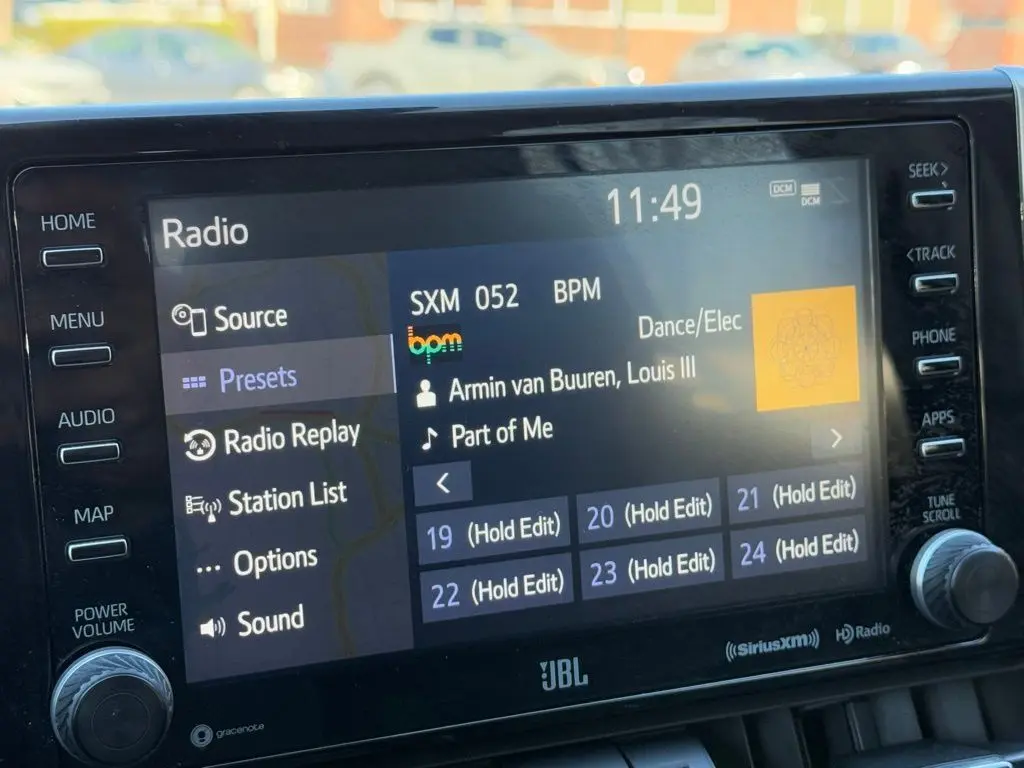 HOME
MENU
AUDIO
MAP
POWER
VOLUME
Radio
11:49
DCM
DCM
Source
Presets
Radio Replay
Station List
Options
Sound
SXM 052 BPM
bpm
Dance/Elec
Armin van Buuren, Louis III
Part of Me
<
>
19 (Hold Edit)
20 (Hold Edit)
21 (Hold Edit)
22 (Hold Edit)
23 (Hold Edit)
24 (Hold Edit)
SEEK>
<TRACK
PHONE
APPS
TUNE
SCROLL
gracenote
JBL
((SiriusXM))
HD Radio